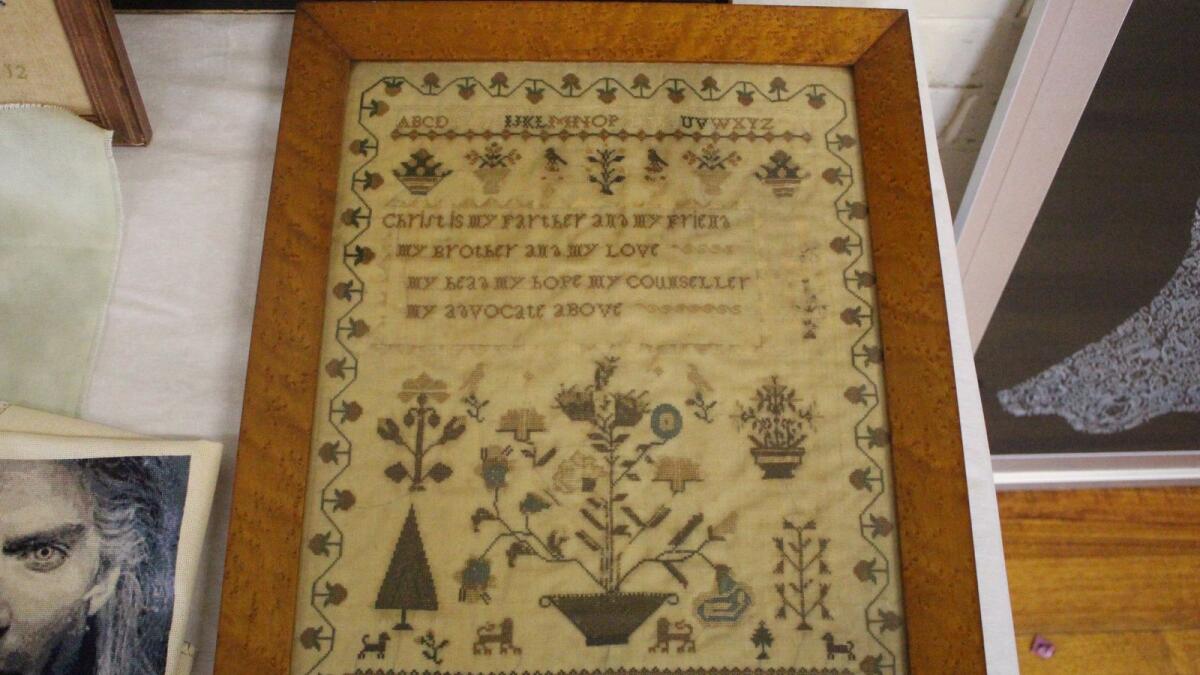 12
ABCD IJKLMNOP UVWXYZ
Christ is my Farther and my Friend
my Brother and my Love
my head my hope my counseller
my advocate above